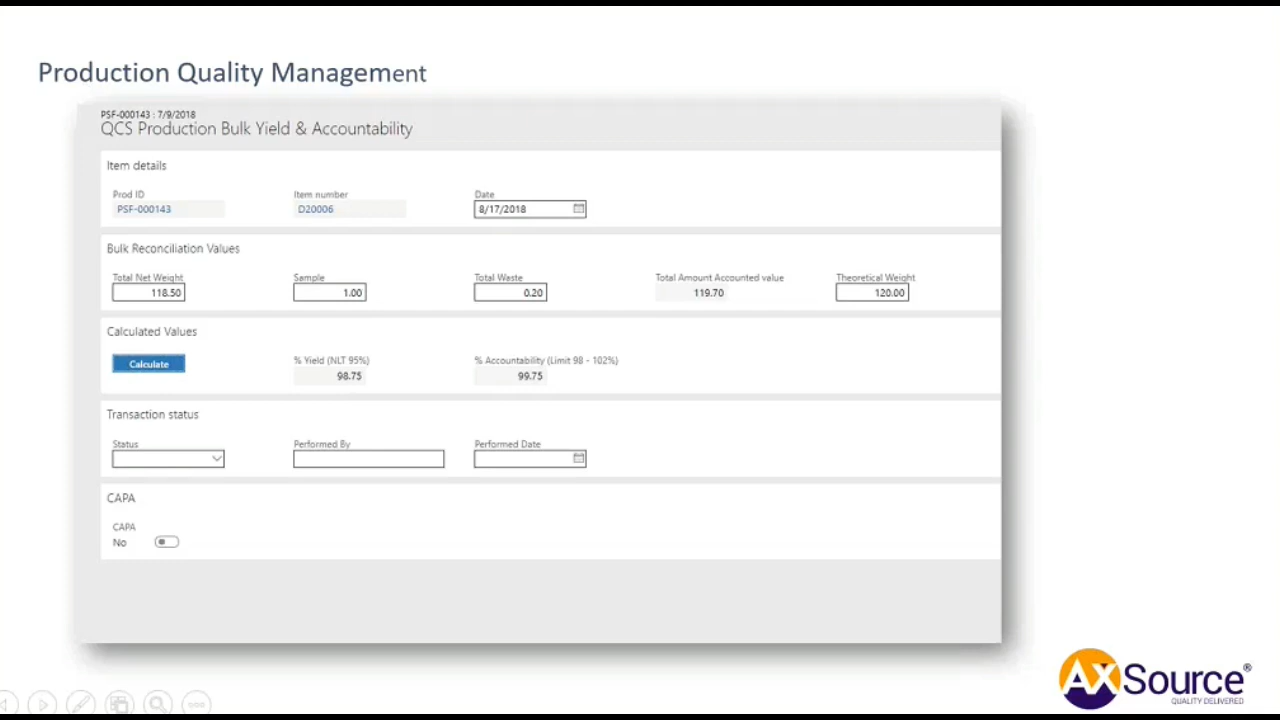 Production Quality Management
PSF-000143 : 7/9/2018
QCS Production Bulk Yield & Accountability
Item details
Prod ID Item number Date
PSF-000143 D20006 8/17/2018
Bulk Reconciliation Values
Total Net Weight Sample Total Waste Total Amount Accounted value Theoretical Weight
118.50 1.00 0.20 119.70 120.00
Calculated Values
% Yield (NLT 95%) % Accountability (Limit 98 - 102%)
Calculate 98.75 99.75
Transaction status
Status Performed By Performed Date
CAPA
CAPA
No
AXSource®
QUALITY DELIVERED